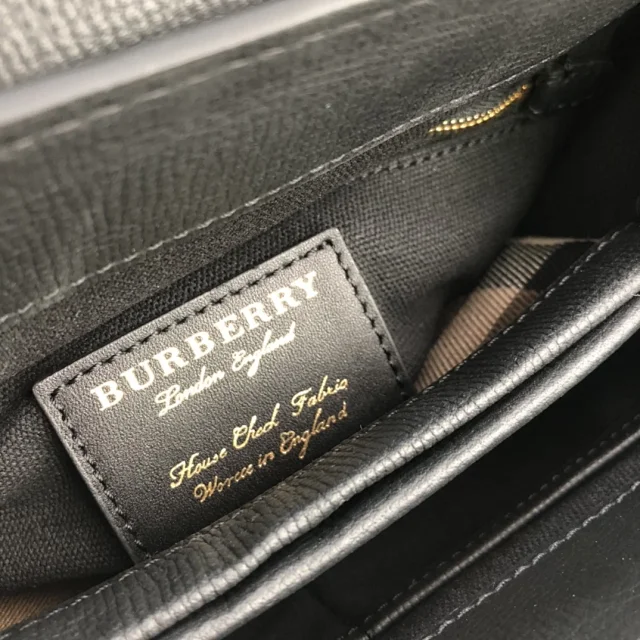 BURBERRY
London England
House Check Fabric
Woven in England